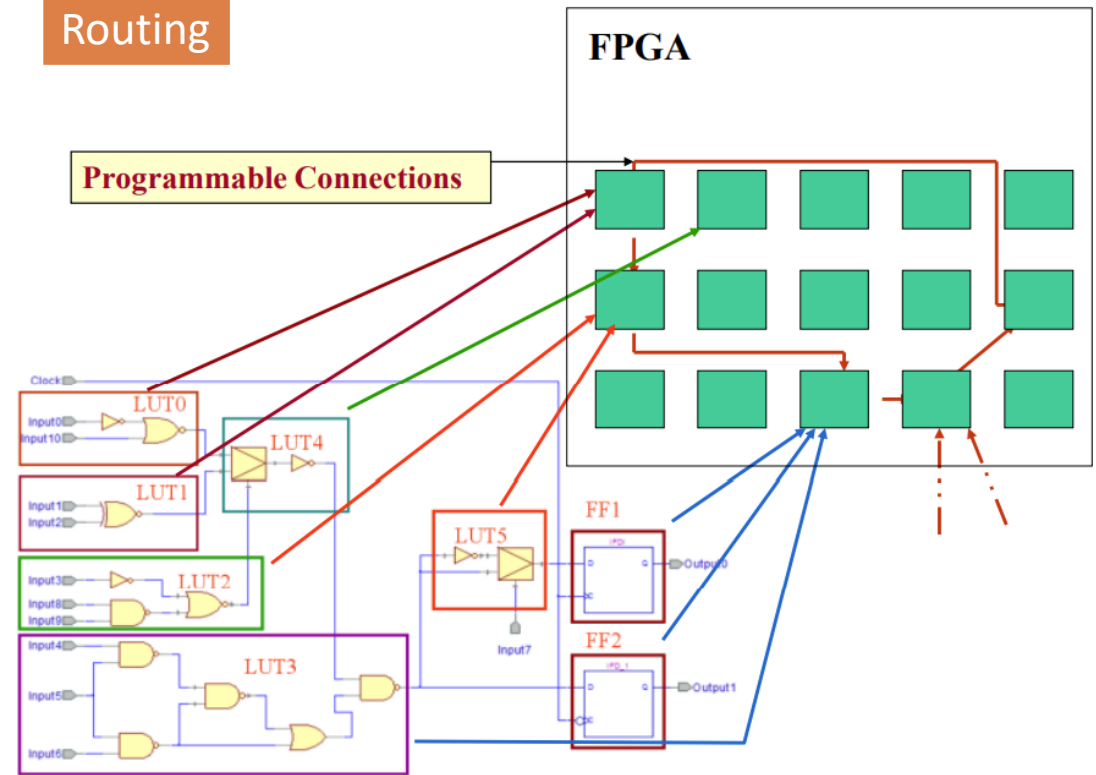 Routing
FPGA
Programmable Connections
Clock
LUT0
Input0
Input10
LUT4
LUT1
Input1
Input2
FF1
LUT5
Output0
Input3
LUT2
Input8
Input9
Input7
FF2
D
Q
Input4
LUT3
Input5
D
Q
Output1
Input6